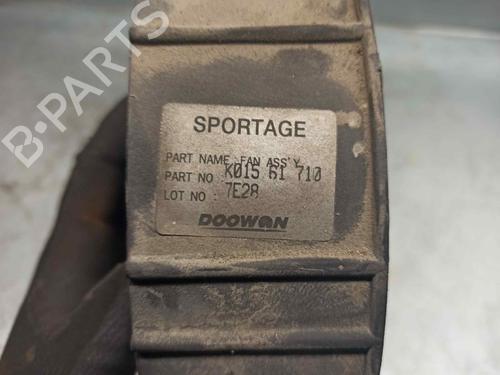 SPORTAGE
PART NAME :FAN ASS'Y
PART NO : K015 61 710
LOT NO : 7E28
DOOWON
B-PARTS